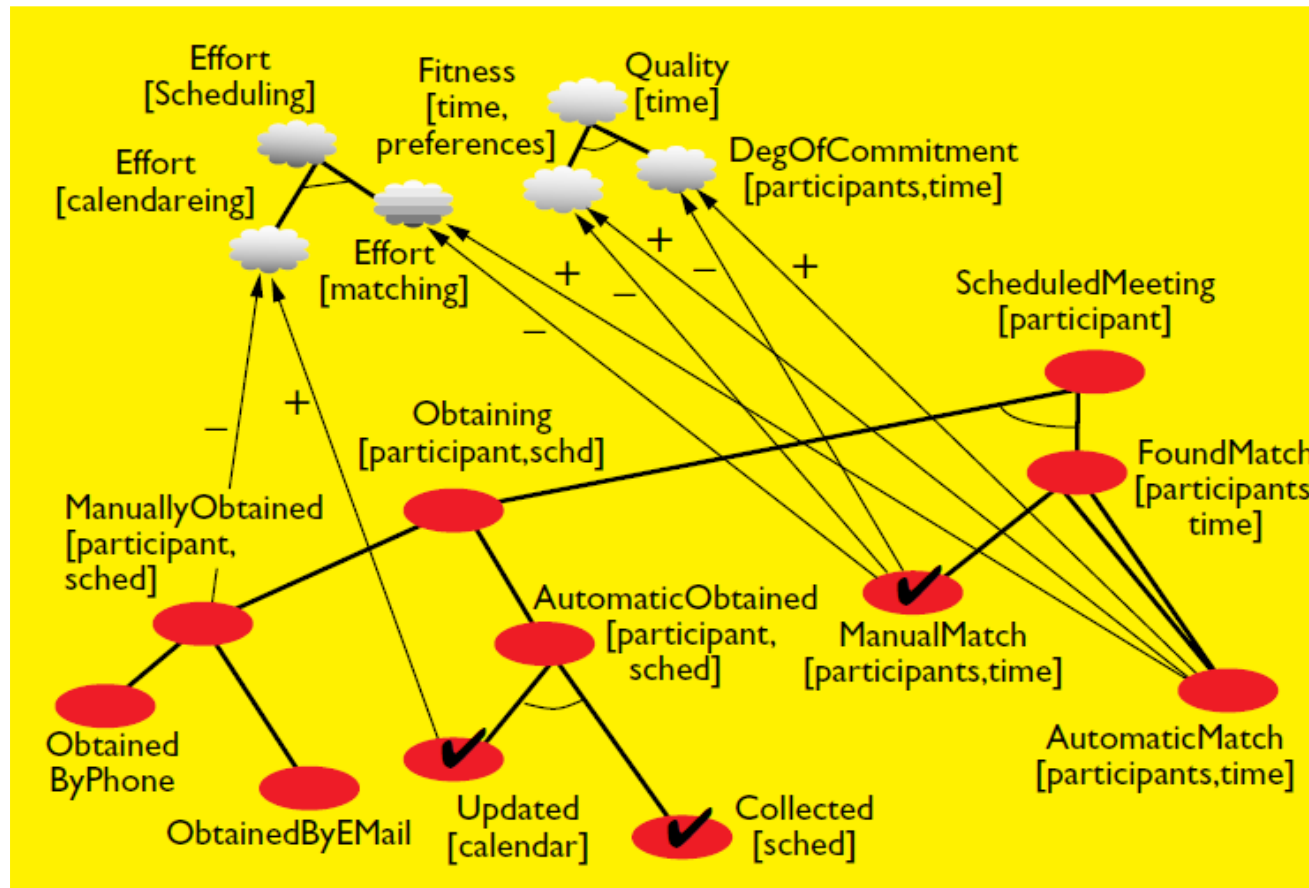 Effort
[Scheduling]
Fitness
[time,
preferences]
Quality
[time]
Effort
[calendareing]
DegOfCommitment
[participants,time]
Effort
[matching]
+
+
–
+
–
–
ScheduledMeeting
[participant]
+
–
Obtaining
[participant,schd]
FoundMatch
[participants
time]
ManuallyObtained
[participant,
sched]
AutomaticObtained
[participant,
sched]
ManualMatch
[participants,time]
Obtained
ByPhone
ObtainedByEMail
Updated
[calendar]
Collected
[sched]
AutomaticMatch
[participants,time]